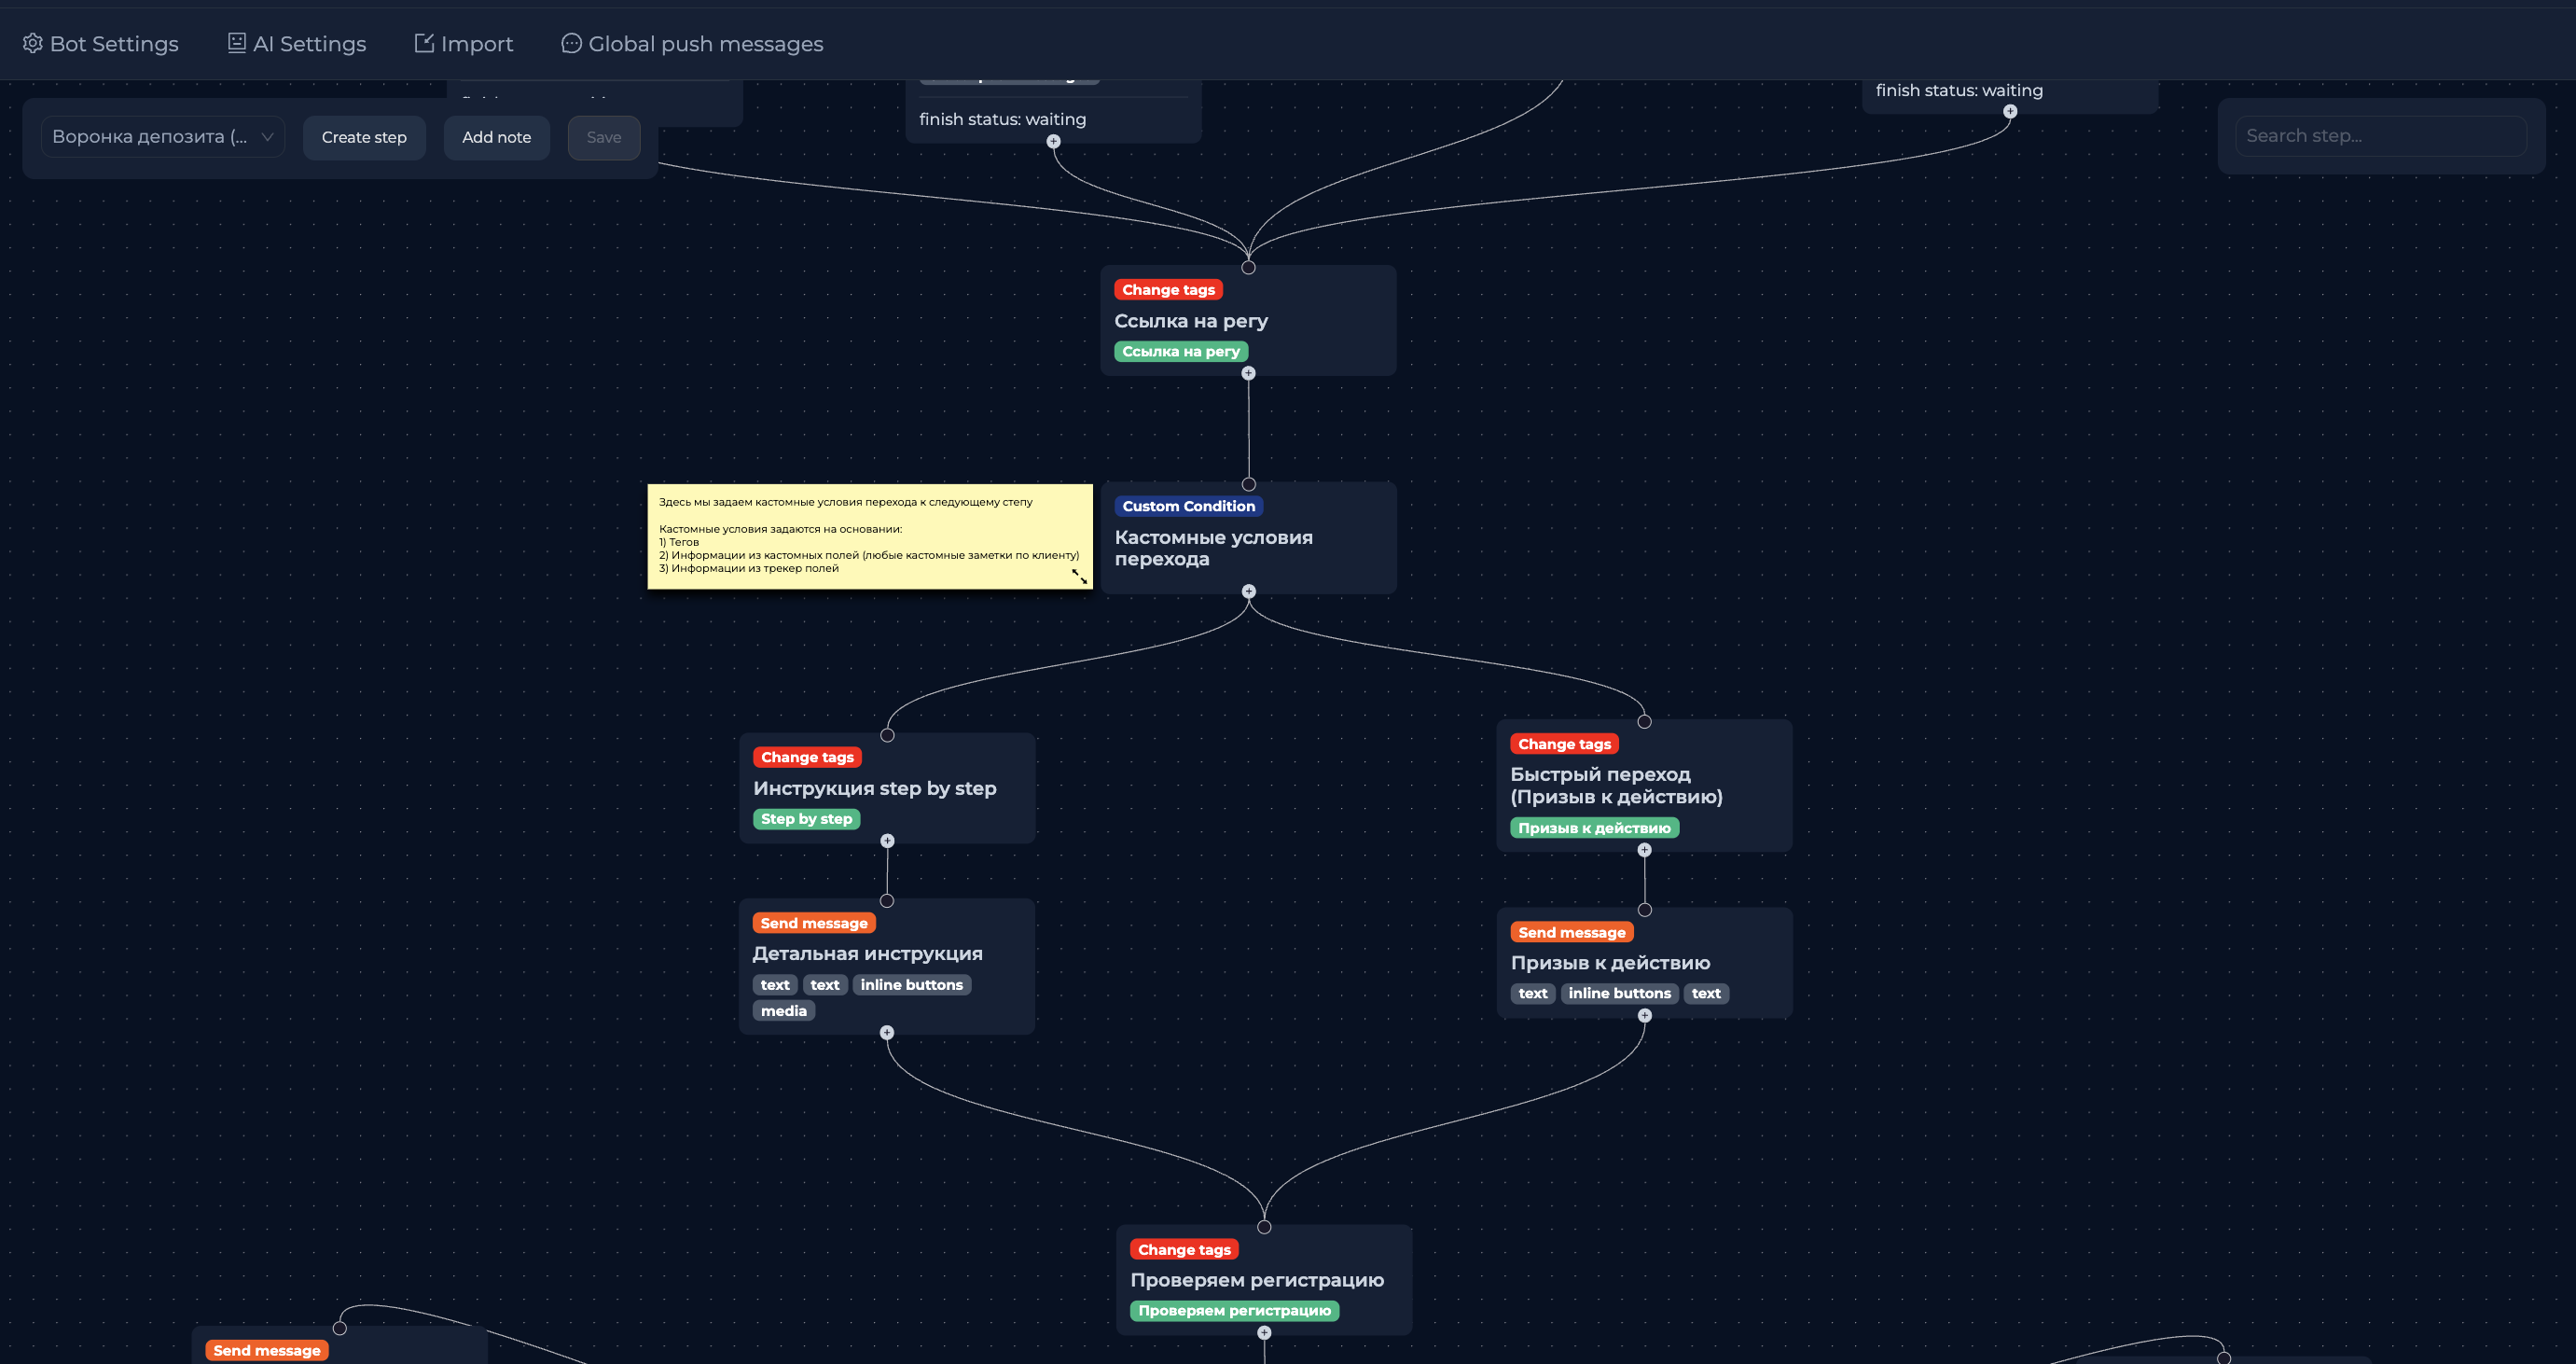 Bot Settings
AI Settings
Import
Global push messages
Воронка депозита (...
Create step
Add note
Save
finish status: waiting
finish status: waiting
Search step...
Change tags
Ссылка на регу
Ссылка на регу
Здесь мы задаем кастомные условия перехода к следующему степу
Кастомные условия задаются на основании:
1) Тегов
2) Информации из кастомных полей (любые кастомные заметки по клиенту)
3) Информации из трекер полей
Custom Condition
Кастомные условия
перехода
Change tags
Инструкция step by step
Step by step
Change tags
Быстрый переход
(Призыв к действию)
Призыв к действию
Send message
Детальная инструкция
text text inline buttons
media
Send message
Призыв к действию
text inline buttons text
Change tags
Проверяем регистрацию
Проверяем регистрацию
Send message